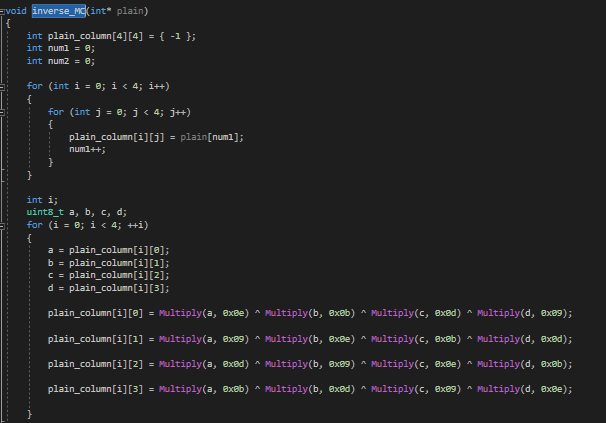 void inverse_MC(int* plain)
{
int plain_column[4][4] = { -1 };
int num1 = 0;
int num2 = 0;
for (int i = 0; i < 4; i++)
{
for (int j = 0; j < 4; j++)
{
plain_column[i][j] = plain[num1];
num1++;
}
}
int i;
uint8_t a, b, c, d;
for (i = 0; i < 4; ++i)
{
a = plain_column[i][0];
b = plain_column[i][1];
c = plain_column[i][2];
d = plain_column[i][3];
plain_column[i][0] = Multiply(a, 0x0e) ^ Multiply(b, 0x0b) ^ Multiply(c, 0x0d) ^ Multiply(d, 0x09);
plain_column[i][1] = Multiply(a, 0x09) ^ Multiply(b, 0x0e) ^ Multiply(c, 0x0b) ^ Multiply(d, 0x0d);
plain_column[i][2] = Multiply(a, 0x0d) ^ Multiply(b, 0x09) ^ Multiply(c, 0x0e) ^ Multiply(d, 0x0b);
plain_column[i][3] = Multiply(a, 0x0b) ^ Multiply(b, 0x0d) ^ Multiply(c, 0x09) ^ Multiply(d, 0x0e);
}